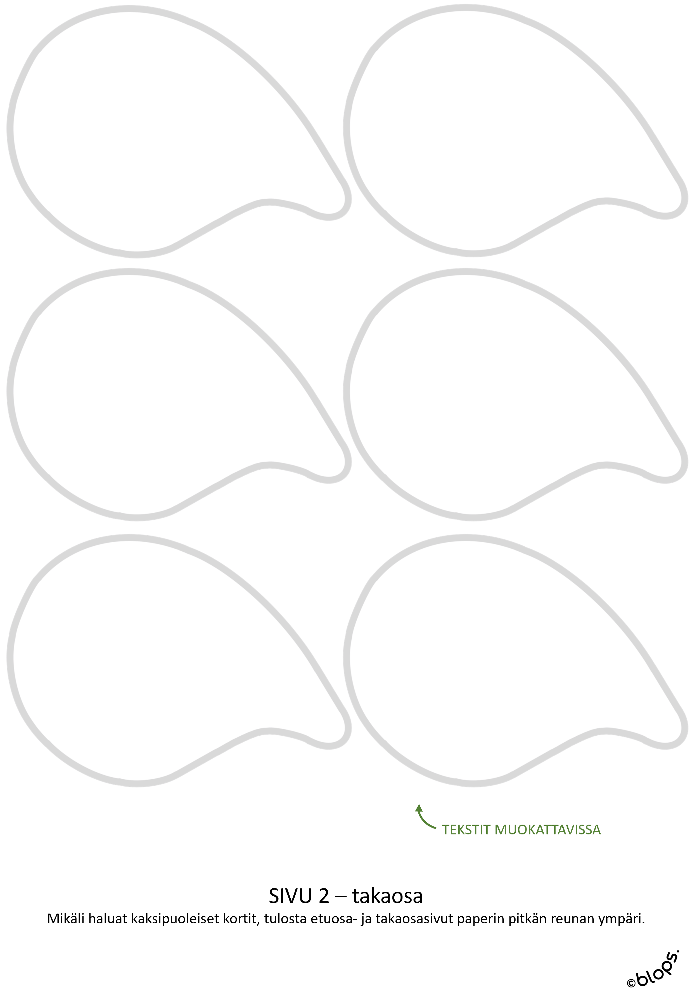 TEKSTIT MUOKATTAVISSA
SIVU 2 – takaosa
Mikäli haluat kaksipuoleiset kortit, tulosta etuosa- ja takaosasivut paperin pitkän reunan ympäri.
©blops.